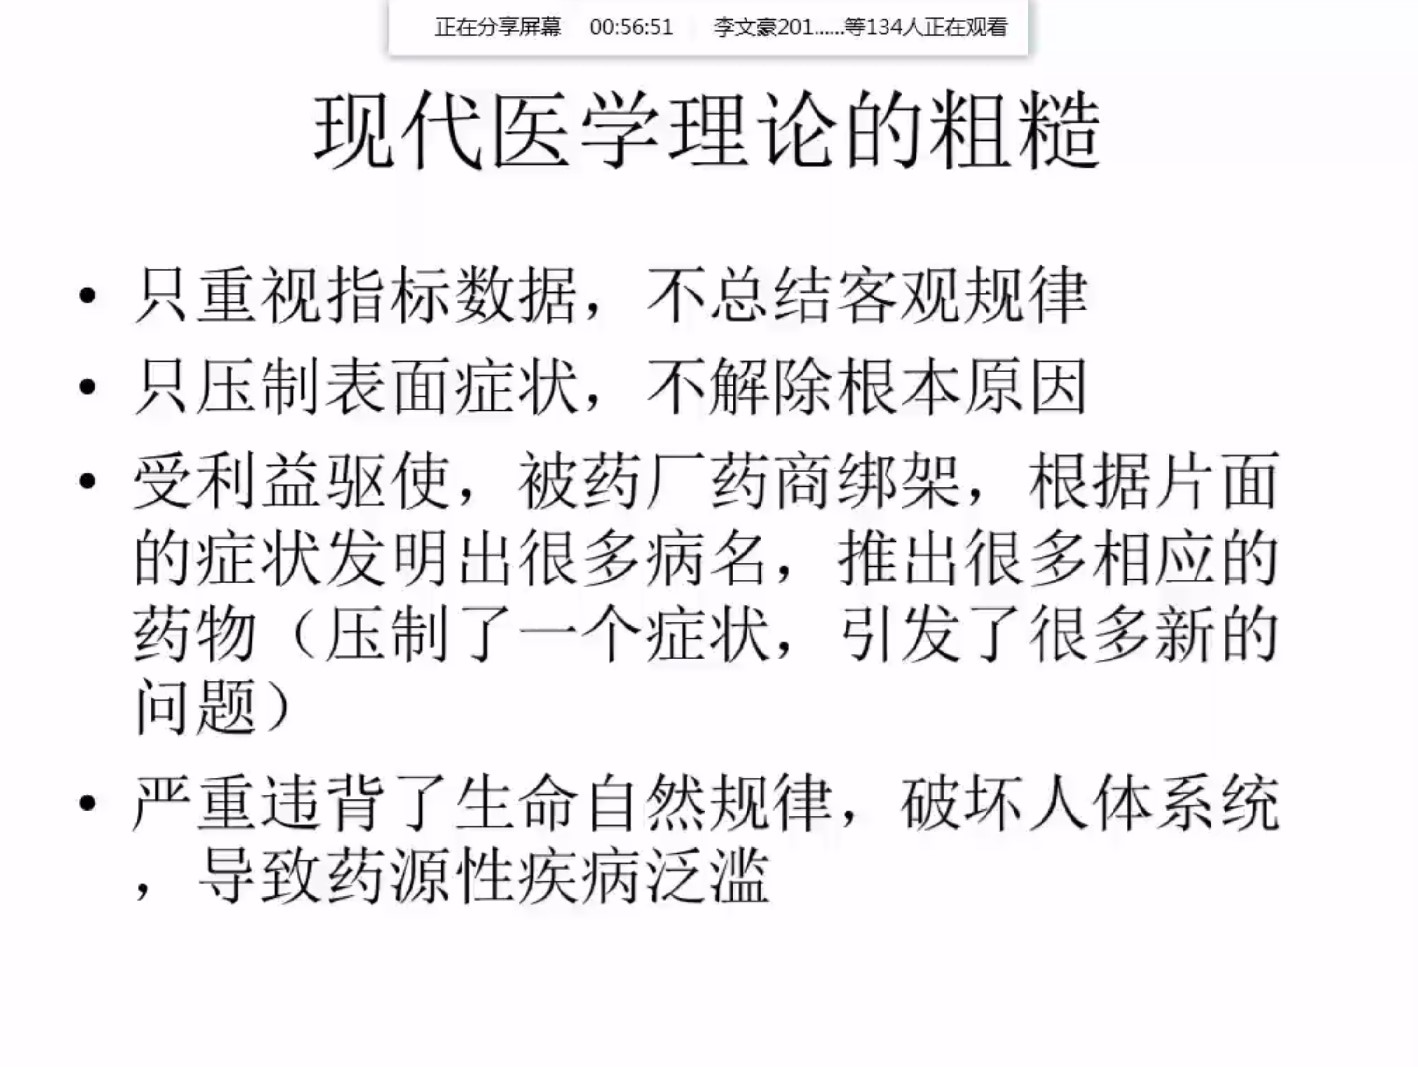 正在分享屏幕 00:56:51 李文豪201......等134人正在观看
现代医学理论的粗糙
• 只重视指标数据，不总结客观规律
• 只压制表面症状，不解除根本原因
• 受利益驱使，被药厂药商绑架，根据片面
的症状发明出很多病名，推出很多相应的
药物（压制了一个症状，引发了很多新的
问题）
• 严重违背了生命自然规律，破坏人体系统
，导致药源性疾病泛滥